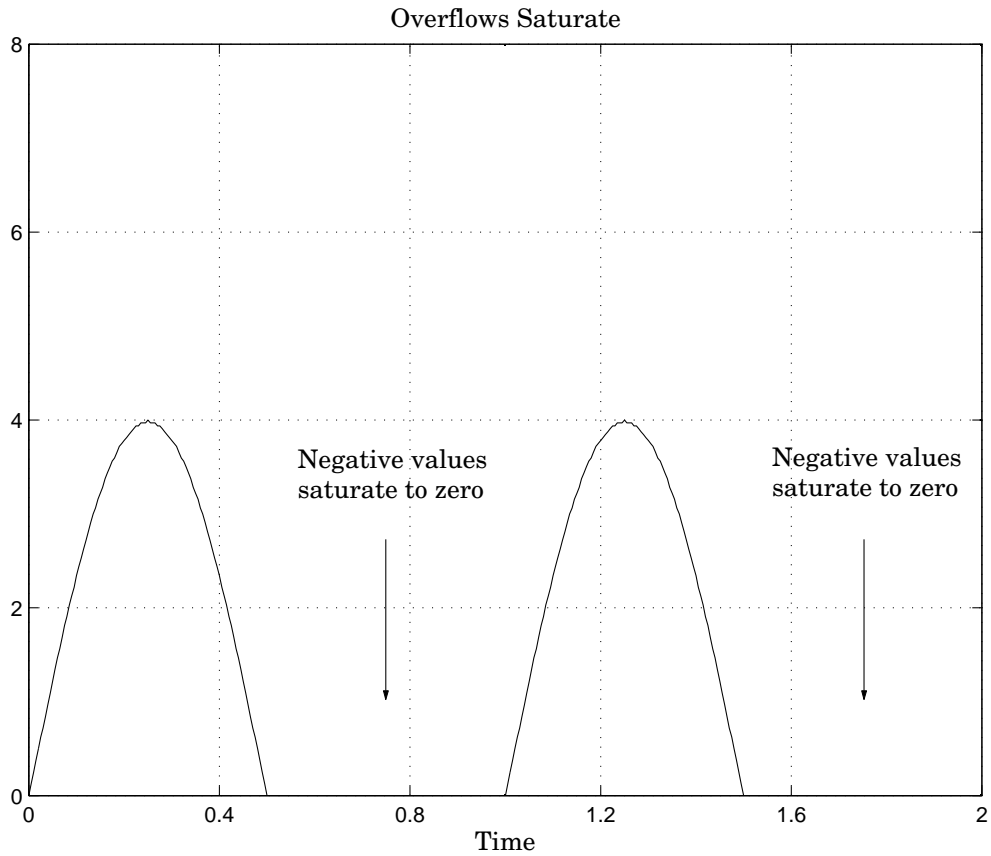 Overflows Saturate
8
6
4
Negative values
saturate to zero
Negative values
saturate to zero
2
0
0
0.4
0.8
1.2
1.6
2
Time